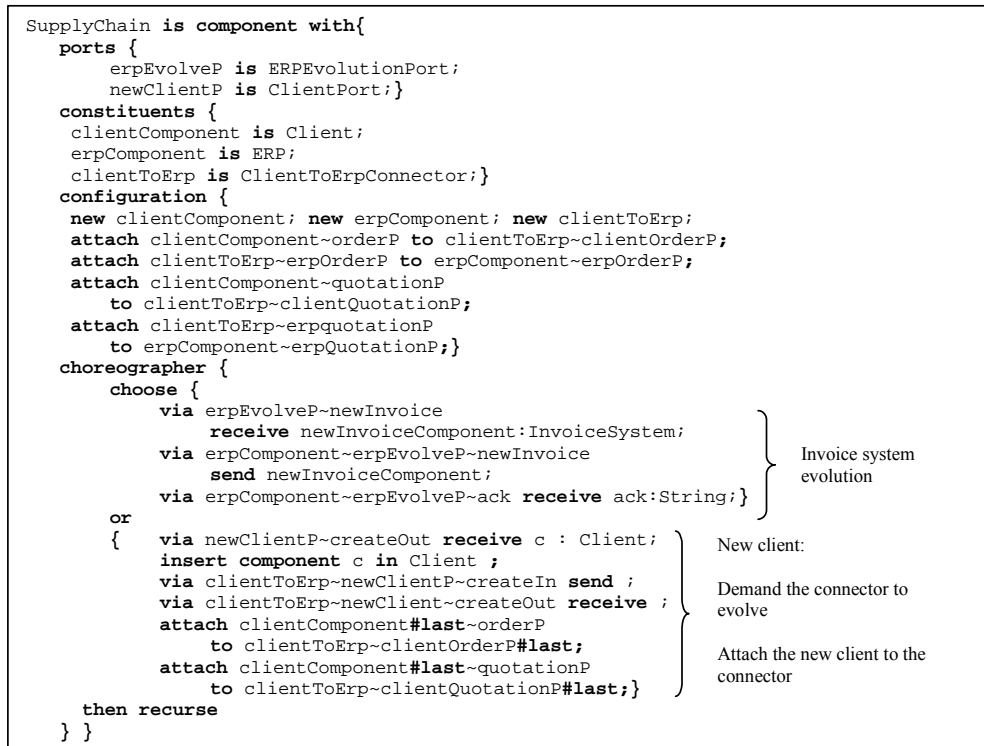 SupplyChain is component with{
ports {
erpEvolveP is ERPEvolutionPort;
newClientP is ClientPort;}
constituents {
clientComponent is Client;
erpComponent is ERP;
clientToErp is ClientToErpConnector;}
configuration {
new clientComponent; new erpComponent; new clientToErp;
attach clientComponent~orderP to clientToErp~clientOrderP;
attach clientToErp~erpOrderP to erpComponent~erpOrderP;
attach clientComponent~quotationP
to clientToErp~clientQuotationP;
attach clientToErp~erpquotationP
to erpComponent~erpQuotationP;}
choreographer {
choose {
via erpEvolveP~newInvoice
receive newInvoiceComponent:InvoiceSystem;
via erpComponent~erpEvolveP~newInvoice
send newInvoiceComponent;
via erpComponent~erpEvolveP~ack receive ack:String;}
Invoice system
evolution
or
{ via newClientP~createOut receive c : Client;
insert component c in Client ;
via clientToErp~newClientP~createIn send ;
via clientToErp~newClient~createOut receive ;
attach clientComponent#last~orderP
to clientToErp~clientOrderP#last;
attach clientComponent#last~quotationP
to clientToErp~clientQuotationP#last;}
New client:
Demand the connector to
evolve
Attach the new client to the
connector
then recurse
} }